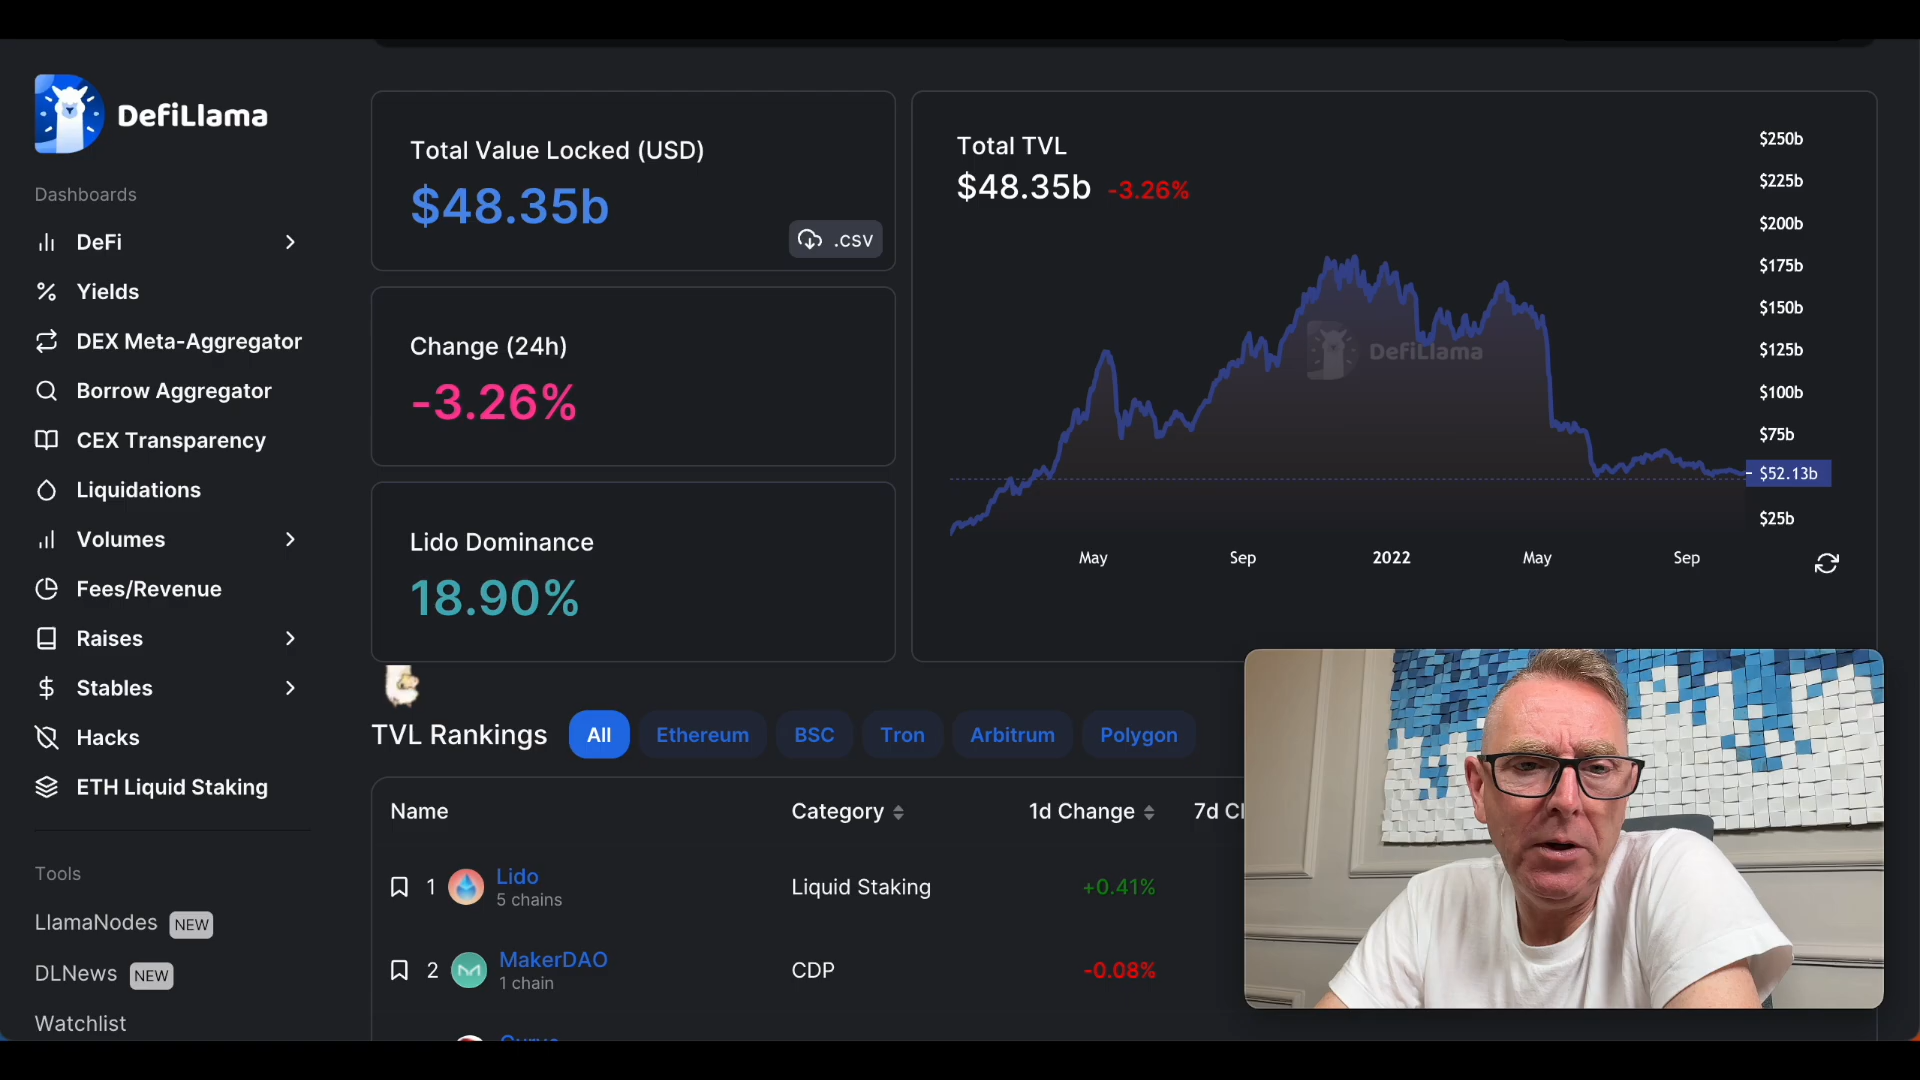 DefiLlama
Dashboards
DeFi
Yields
DEX Meta-Aggregator
Borrow Aggregator
CEX Transparency
Liquidations
Volumes
Fees/Revenue
Raises
Stables
Hacks
ETH Liquid Staking
Tools
LlamaNodes NEW
DLNews NEW
Watchlist
Total Value Locked (USD)
$48.35b
.csv
Change (24h)
-3.26%
Lido Dominance
18.90%
Total TVL
$48.35b -3.26%
$250b
$225b
$200b
$175b
$150b
$125b
$100b
$75b
$52.13b
$25b
DefiLlama
May Sep 2022 May Sep
TVL Rankings All Ethereum BSC Tron Arbitrum Polygon
Name Category 1d Change 7d
1 Lido Liquid Staking +0.41%
5 chains
2 MakerDAO CDP -0.08%
1 chain